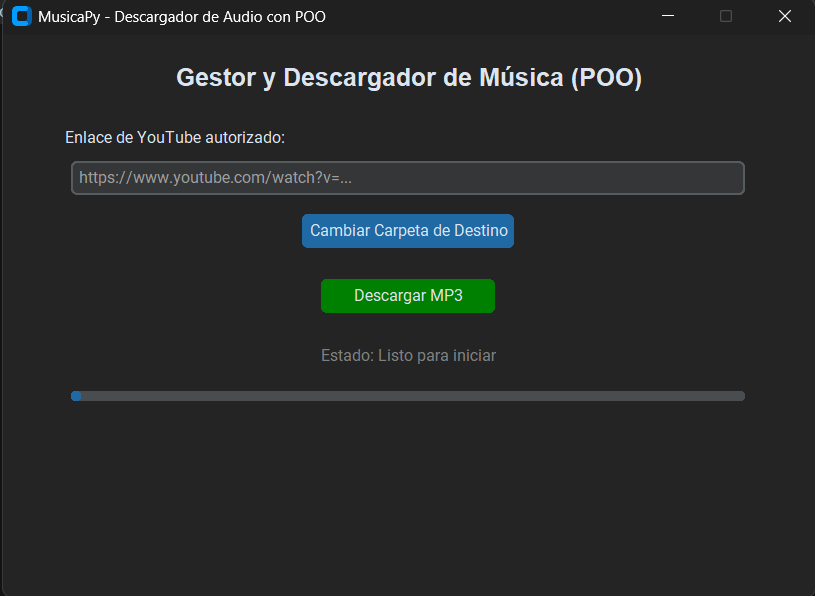 MusicaPy - Descargador de Audio con POO
Gestor y Descargador de Música (POO)
Enlace de YouTube autorizado:
https://www.youtube.com/watch?v=...
Cambiar Carpeta de Destino
Descargar MP3
Estado: Listo para iniciar